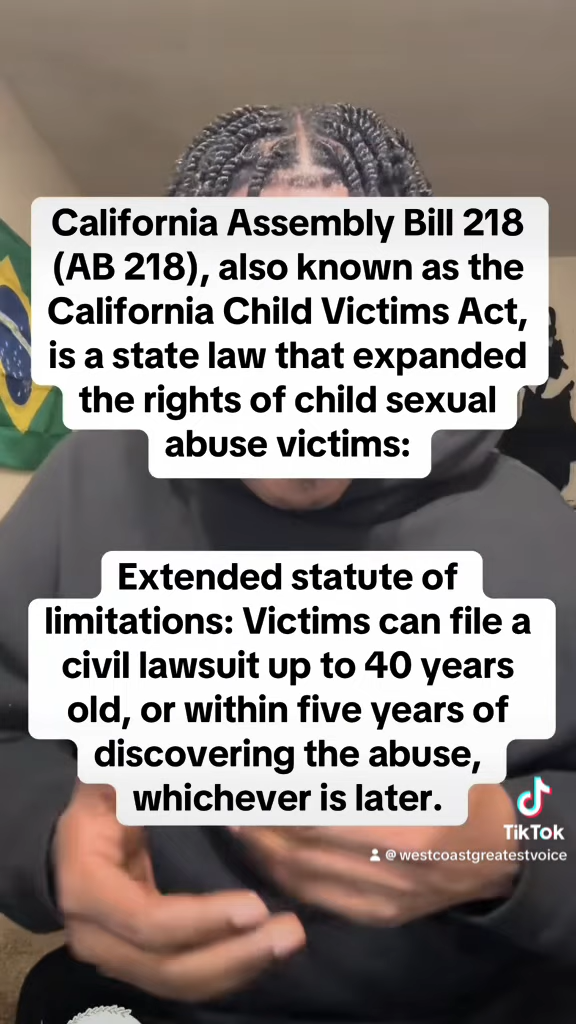 California Assembly Bill 218
(AB 218), also known as the
California Child Victims Act,
is a state law that expanded
the rights of child sexual
abuse victims:
Extended statute of
limitations: Victims can file a
civil lawsuit up to 40 years
old, or within five years of
discovering the abuse,
whichever is later.
TikTok
@westcoastgreatestvoice